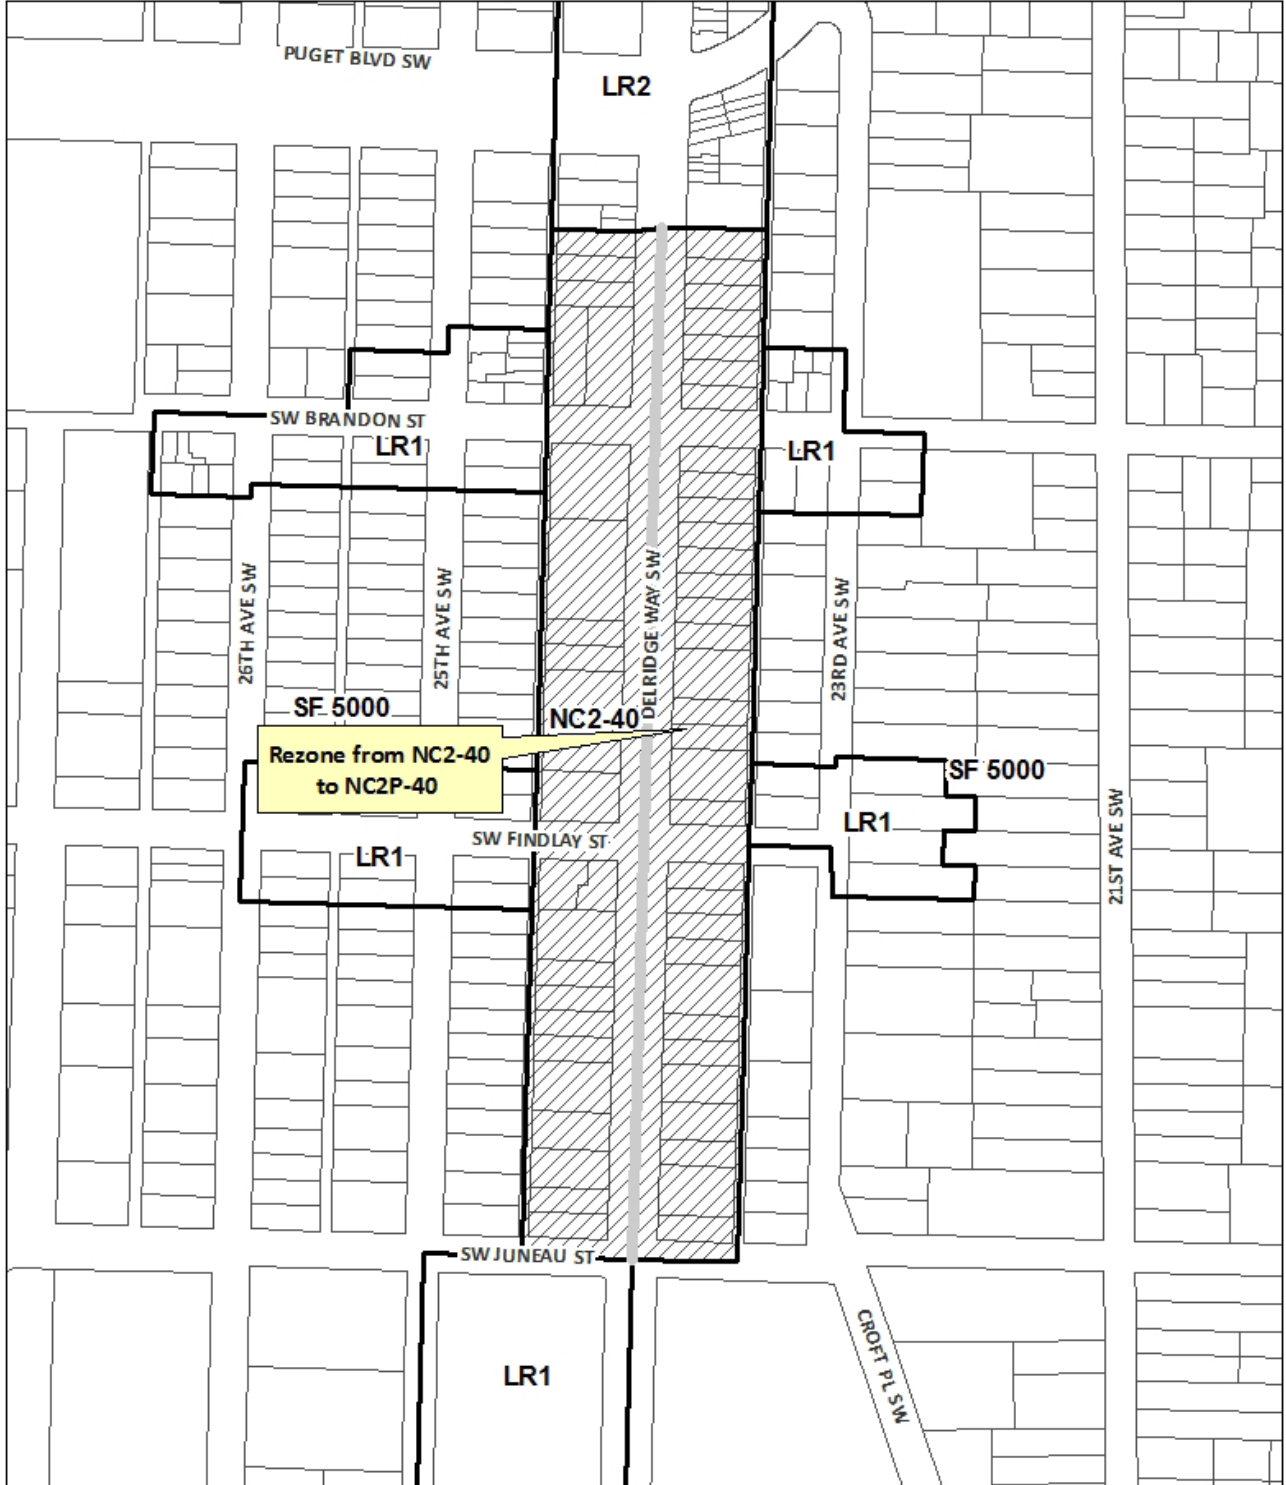 PUGET BLVD SW
LR2
SW BRANDON ST
LR1
LR1
26TH AVE SW
25TH AVE SW
DELRIDGE WAY SW
23RD AVE SW
SF 5000
NC2-40
Rezone from NC2-40
to NC2P-40
SF 5000
LR1
SW FINDLAY ST
LR1
21ST AVE SW
SW JUNEAU ST
LR1
CROFT PL SW